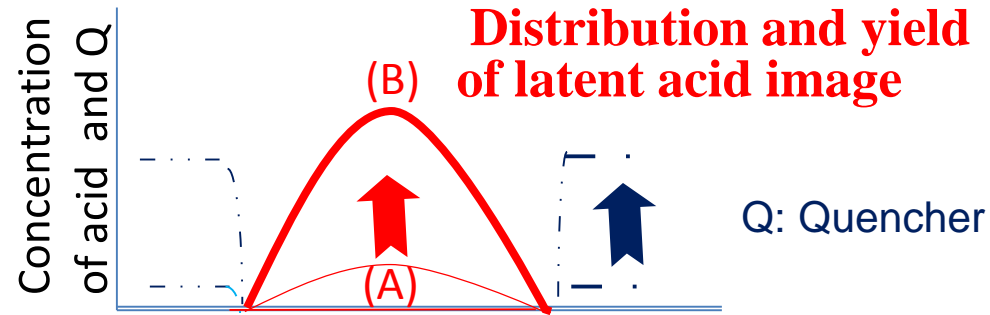 Concentration
of acid and Q
Distribution and yield
of latent acid image
(B)
(A)
Q: Quencher